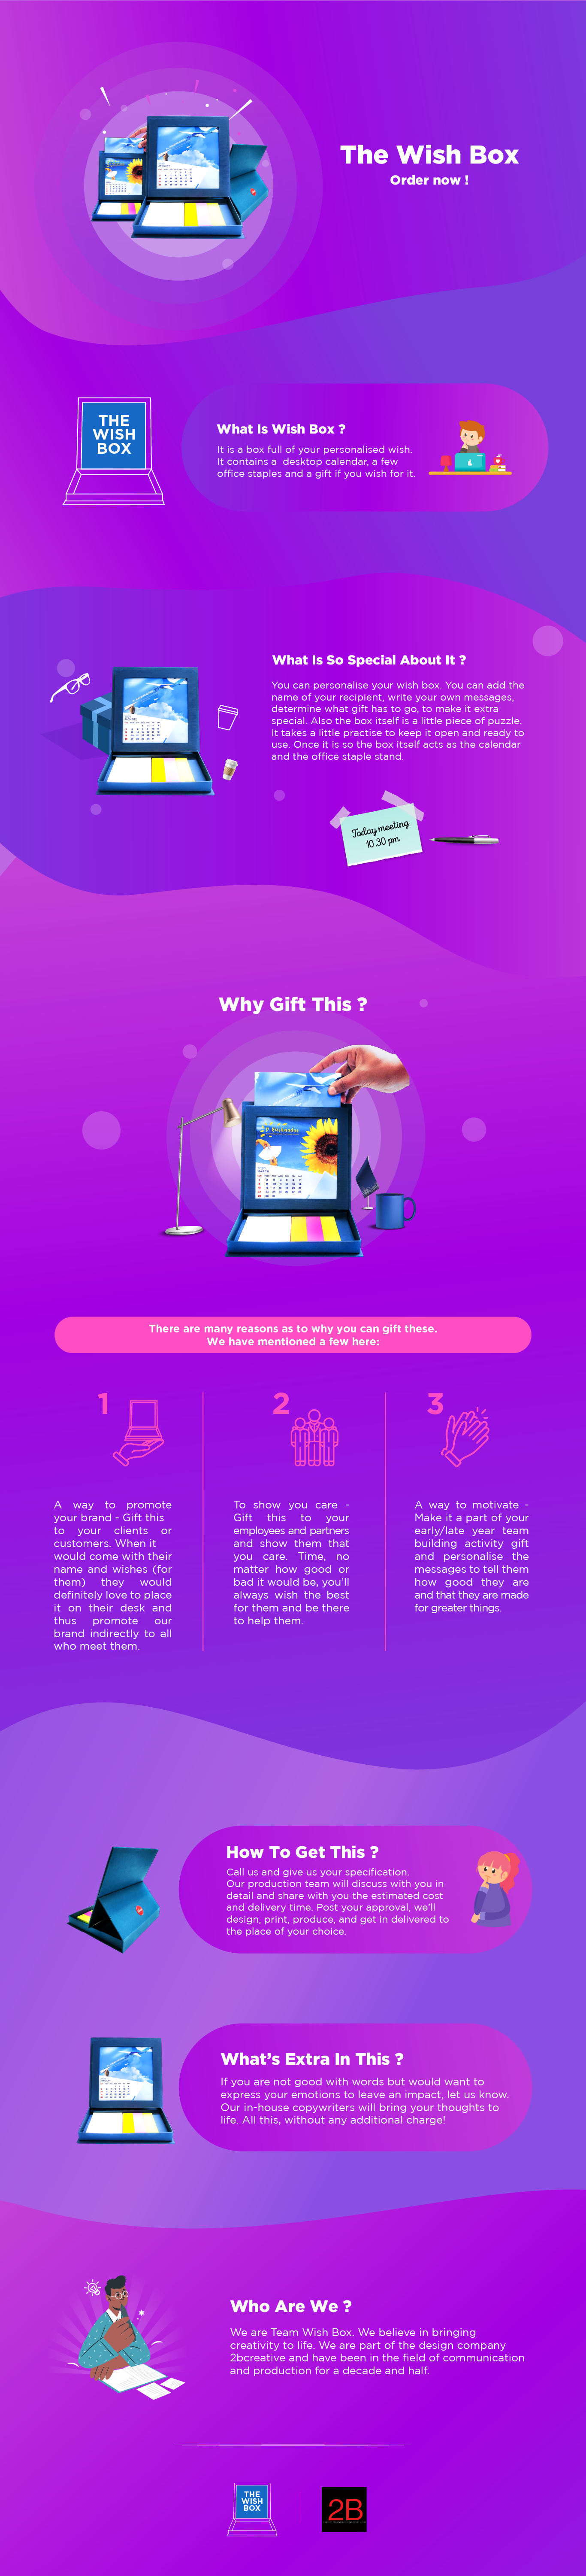 The Wish Box
Order now !
THE
WISH
BOX
What Is Wish Box ?
It is a box full of your personalised wish.
It contains a desktop calendar, a few
office staples and a gift if you wish for it.
What Is So Special About It ?
You can personalise your wish box. You can add the
name of your recipient, write your own messages,
determine what gift has to go, to make it extra
special. Also the box itself is a little piece of puzzle.
It takes a little practise to keep it open and ready to
use. Once it is so the box itself acts as the calendar
and the office staple stand.
Today meeting
10.30 pm
Why Gift This ?
There are many reasons as to why you can gift these.
We have mentioned a few here:
1
A way to promote
your brand - Gift this
to your clients or
customers. When it
would come with their
name and wishes (for
them) they would
definitely love to place
it on their desk and
thus promote our
brand indirectly to all
who meet them.
2
To show you care -
Gift this to your
employees and partners
and show them that
you care. Time, no
matter how good or
bad it would be, you'll
always wish the best
for them and be there
to help them.
3
A way to motivate -
Make it a part of your
early/late year team
building activity gift
and personalise the
messages to tell them
how good they are
and that they are made
for greater things.
How To Get This ?
Call us and give us your specification.
Our production team will discuss with you in
detail and share with you the estimated cost
and delivery time. Post your approval, we'll
design, print, produce, and get in delivered to
the place of your choice.
What's Extra In This ?
If you are not good with words but would want to
express your emotions to leave an impact, let us know.
Our in-house copywriters will bring your thoughts to
life. All this, without any additional charge!
Who Are We ?
We are Team Wish Box. We believe in bringing
creativity to life. We are part of the design company
2bcreative and have been in the field of communication
and production for a decade and half.
THE
WISH
BOX
2B